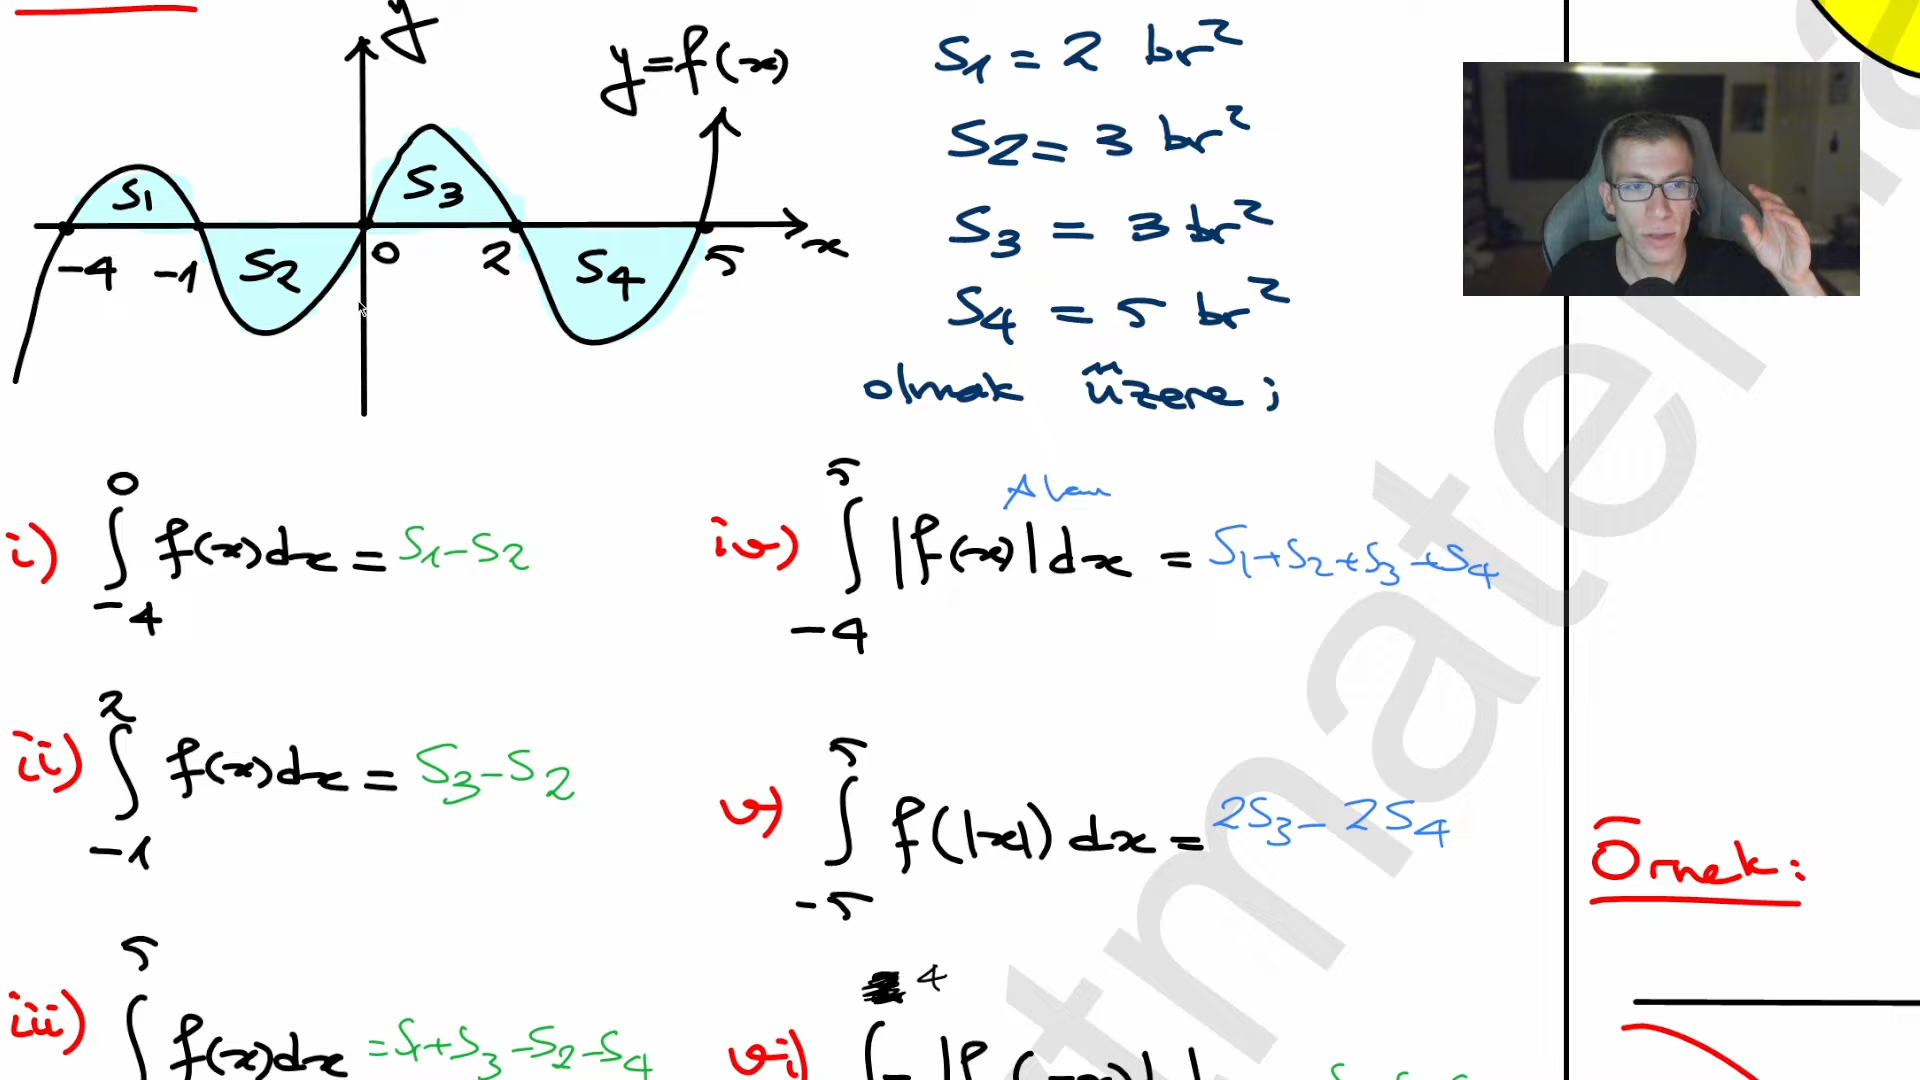 y
y=f(x)
S1
S2
S3
S4
-4
-1
0
2
5
x
S1 = 2 br²
S2 = 3 br²
S3 = 3 br²
S4 = 5 br²
olmak üzere;
i) ∫_{-4}^{0} f(x)dx = S1-S2
ii) ∫_{-1}^{2} f(x)dx = S3-S2
5
iii) ∫ f(x)dx = S1+S3-S2-S4
Alan
iv) ∫_{-4}^{5} |f(x)|dx = S1+S2+S3+S4
v) ∫_{-5}^{5} f(|x|)dx = 2S3-2S4
4
vi)
Örnek: